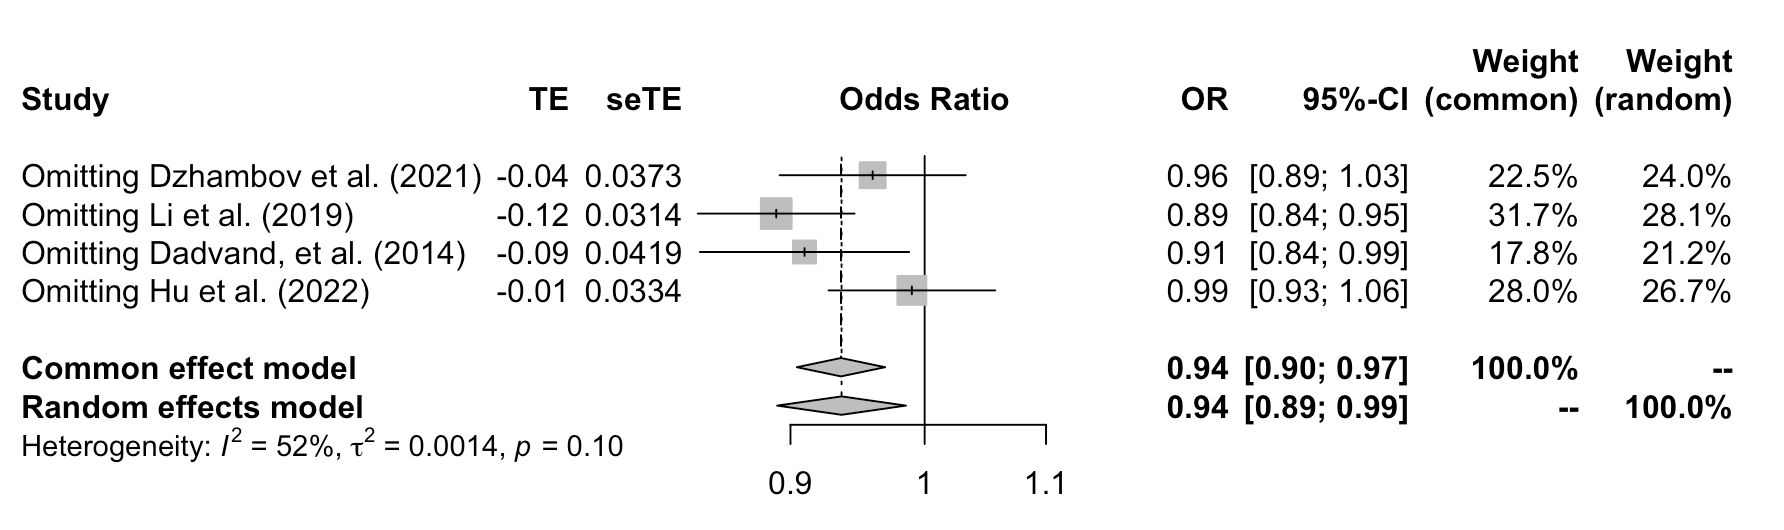 Weight Weight
Study TE seTE Odds Ratio OR 95%-CI (common) (random)
Omitting Dzhambov et al. (2021) -0.04 0.0373 0.96 [0.89; 1.03] 22.5% 24.0%
Omitting Li et al. (2019) -0.12 0.0314 0.89 [0.84; 0.95] 31.7% 28.1%
Omitting Dadvand, et al. (2014) -0.09 0.0419 0.91 [0.84; 0.99] 17.8% 21.2%
Omitting Hu et al. (2022) -0.01 0.0334 0.99 [0.93; 1.06] 28.0% 26.7%
Common effect model 0.94 [0.90; 0.97] 100.0% --
Random effects model 0.94 [0.89; 0.99] -- 100.0%
Heterogeneity: I² = 52%, τ² = 0.0014, p = 0.10
0.9 1 1.1